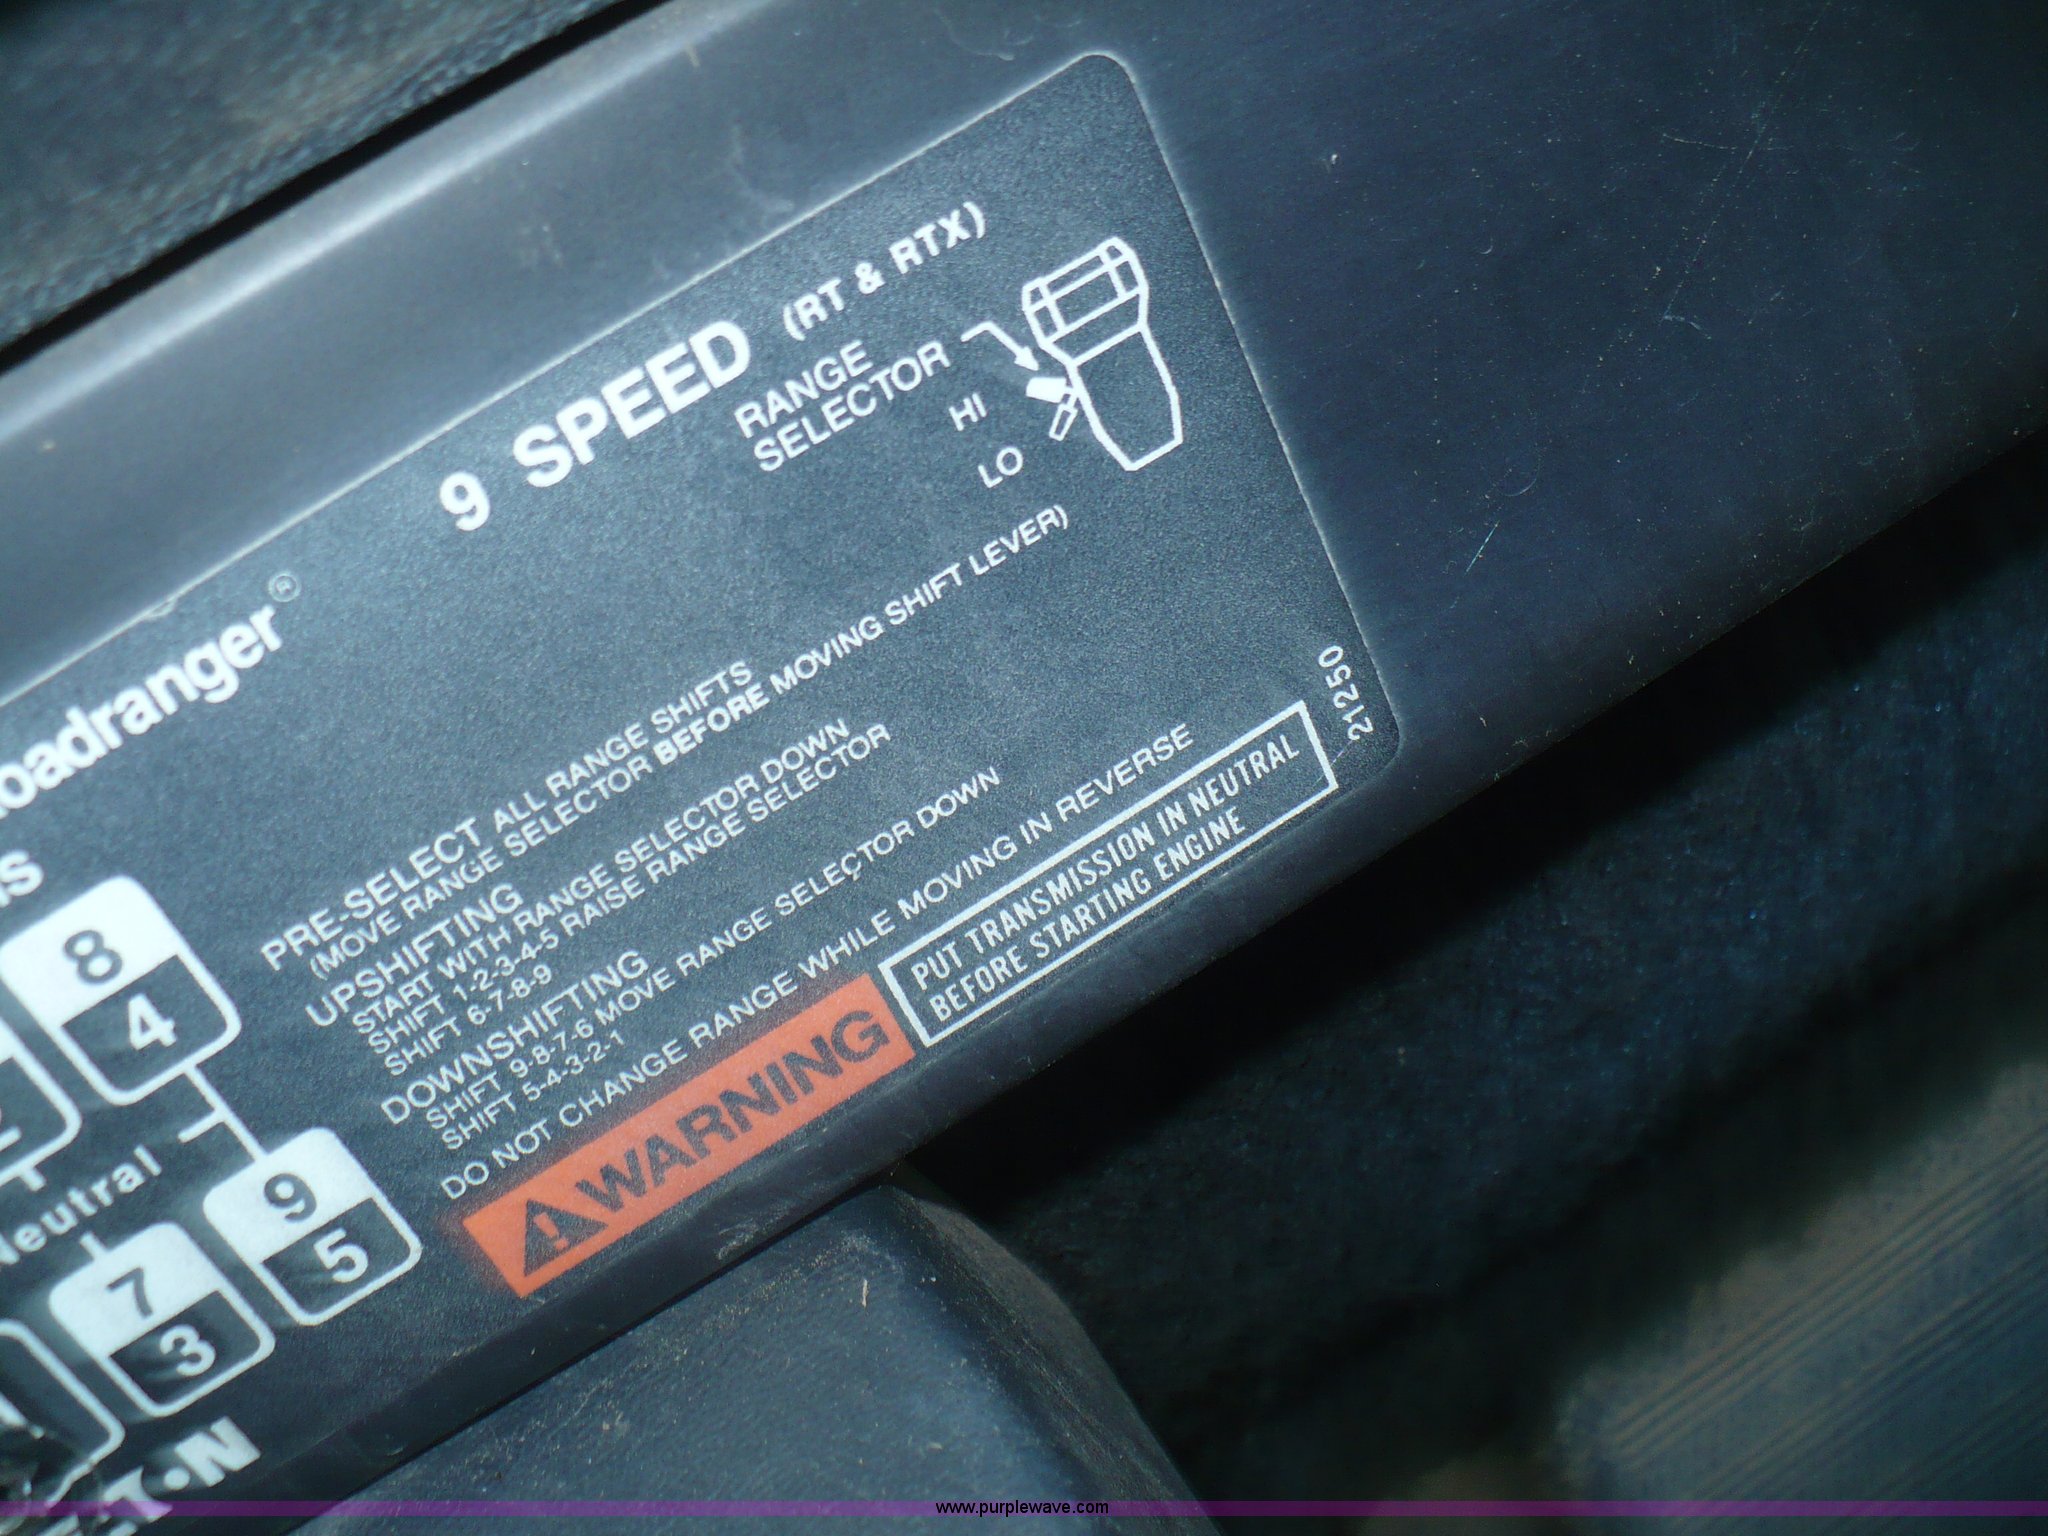 9 SPEED (RT & RTX)
RANGE
SELECTOR
HI
LO
PRE-SELECT ALL RANGE SHIFTS
(MOVE RANGE SELECTOR BEFORE MOVING SHIFT LEVER)
UPSHIFTING
START WITH RANGE SELECTOR DOWN
SHIFT 1-2-3-4-5 RAISE RANGE SELECTOR
SHIFT 6-7-8-9
DOWNSHIFTING
SHIFT 9-8-7-6 MOVE RANGE SELECTOR DOWN
SHIFT 5-4-3-2-1
DO NOT CHANGE RANGE WHILE MOVING IN REVERSE
WARNING
PUT TRANSMISSION IN NEUTRAL
BEFORE STARTING ENGINE
21250
oadranger®
8
4
Neutral
9
5
7
3
www.purplewave.com